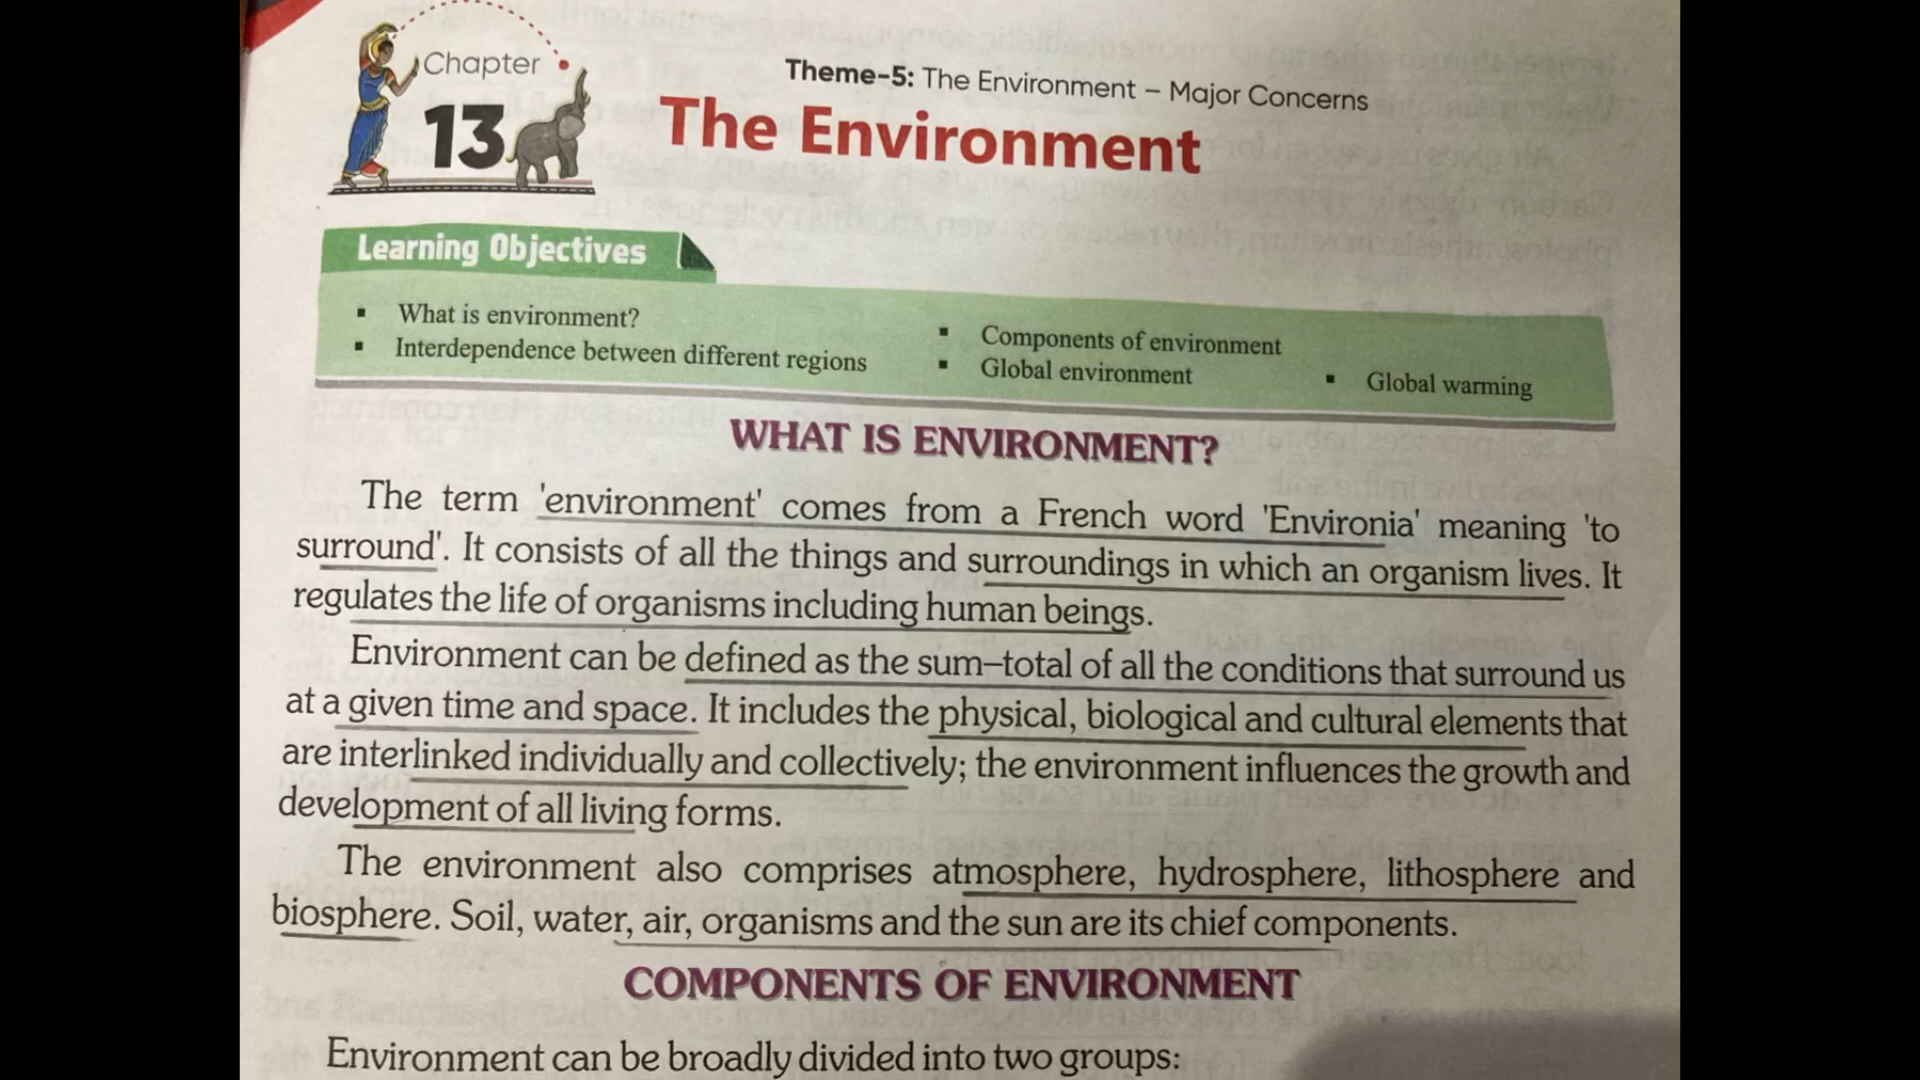 Chapter
13
Theme-5: The Environment – Major Concerns
The Environment
Learning Objectives
▪ What is environment?
▪ Interdependence between different regions
▪ Components of environment
▪ Global environment
▪ Global warming
WHAT IS ENVIRONMENT?
The term 'environment' comes from a French word 'Environia' meaning 'to
surround'. It consists of all the things and surroundings in which an organism lives. It
regulates the life of organisms including human beings.
Environment can be defined as the sum–total of all the conditions that surround us
at a given time and space. It includes the physical, biological and cultural elements that
are interlinked individually and collectively; the environment influences the growth and
development of all living forms.
The environment also comprises atmosphere, hydrosphere, lithosphere and
biosphere. Soil, water, air, organisms and the sun are its chief components.
COMPONENTS OF ENVIRONMENT
Environment can be broadly divided into two groups: